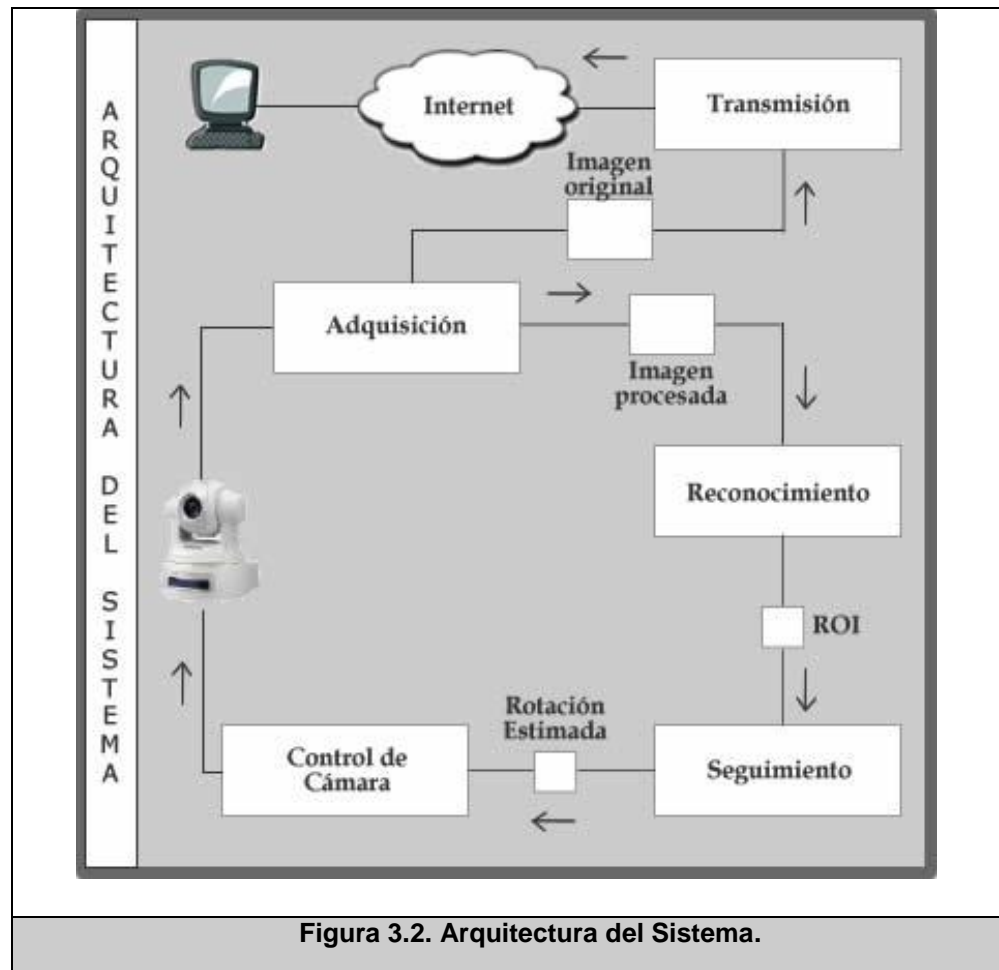 ARQUITECTURA DEL SISTEMA
Internet
Transmisión
Imagen
original
Adquisición
Imagen
procesada
Reconocimiento
ROI
Rotación
Estimada
Control de
Cámara
Seguimiento
Figura 3.2. Arquitectura del Sistema.